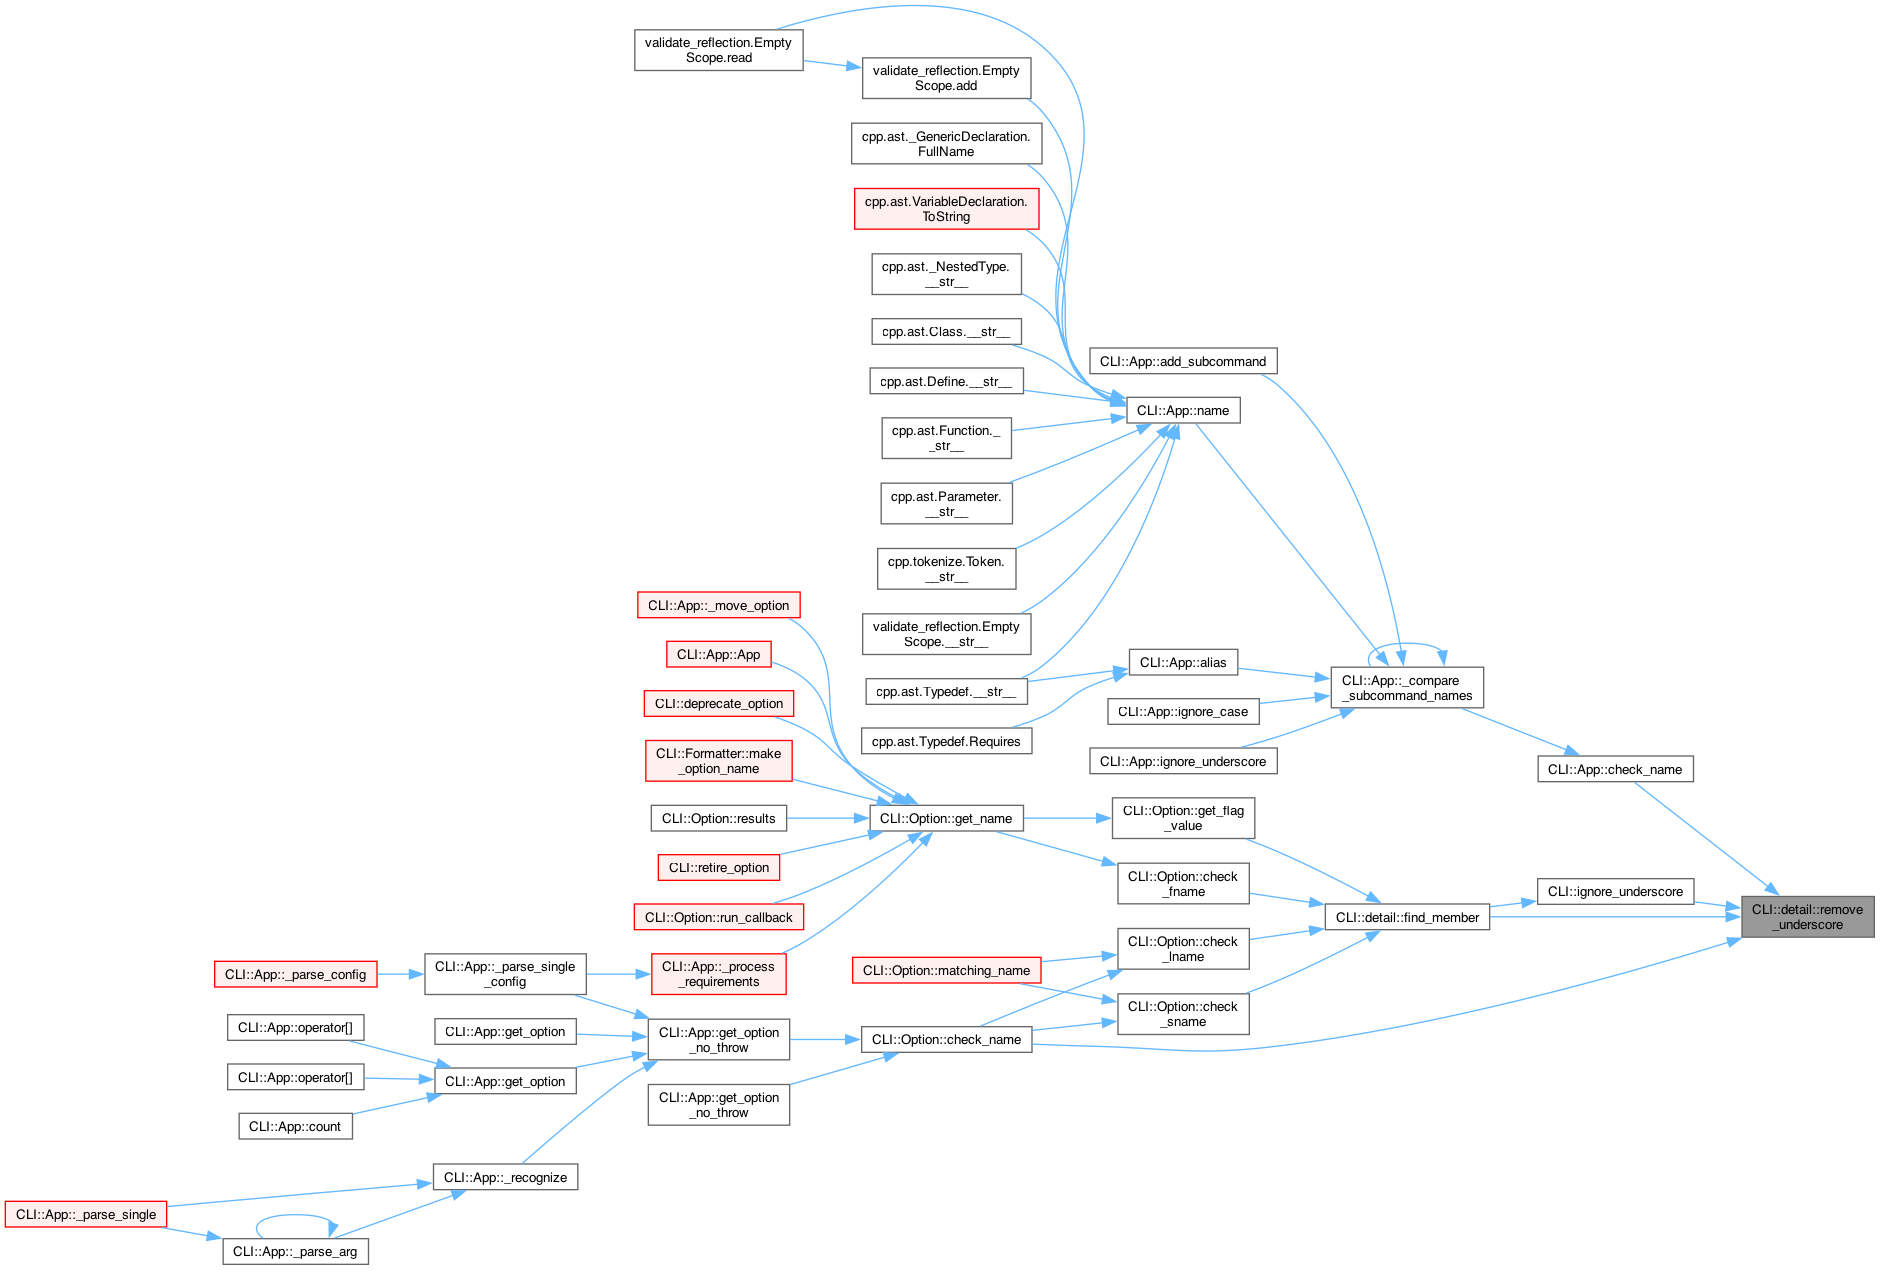 validate_reflection.Empty
Scope.read
validate_reflection.Empty
Scope.add
cpp.ast._GenericDeclaration.
FullName
cpp.ast.VariableDeclaration.
ToString
cpp.ast._NestedType.
__str__
cpp.ast.Class.__str__
cpp.ast.Define.__str__
cpp.ast.Function._
_str__
cpp.ast.Parameter.
__str__
cpp.tokenize.Token.
__str__
validate_reflection.Empty
Scope.__str__
cpp.ast.Typedef.__str__
cpp.ast.Typedef.Requires
CLI::App::add_subcommand
CLI::App::name
CLI::App::alias
CLI::App::ignore_case
CLI::App::ignore_underscore
CLI::App::_compare
_subcommand_names
CLI::App::check_name
CLI::App::_move_option
CLI::App::App
CLI::deprecate_option
CLI::Formatter::make
_option_name
CLI::Option::results
CLI::retire_option
CLI::Option::run_callback
CLI::App::_process
_requirements
CLI::Option::get_name
CLI::Option::get_flag
_value
CLI::Option::check
_fname
CLI::Option::check
_lname
CLI::Option::check
_sname
CLI::detail::find_member
CLI::ignore_underscore
CLI::detail::remove
_underscore
CLI::Option::matching_name
CLI::Option::check_name
CLI::App::get_option
_no_throw
CLI::App::get_option
_no_throw
CLI::App::_parse_single
_config
CLI::App::_parse_config
CLI::App::get_option
CLI::App::get_option
CLI::App::operator[]
CLI::App::operator[]
CLI::App::count
CLI::App::_recognize
CLI::App::_parse_single
CLI::App::_parse_arg